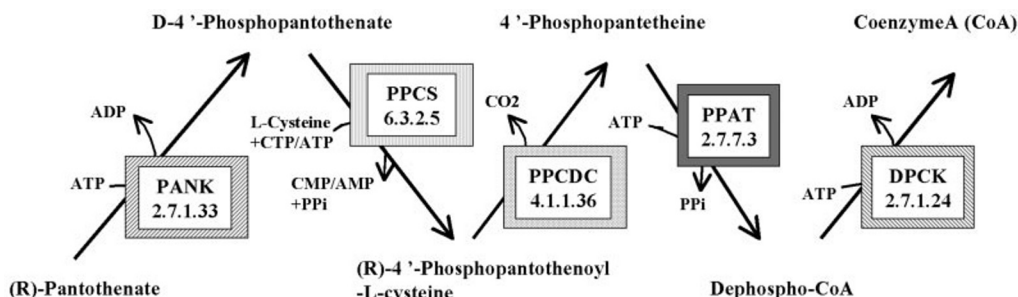 D-4 '-Phosphopantothenate
4 '-Phosphopantetheine
CoenzymeA (CoA)
PPCS
6.3.2.5
ADP
L-Cysteine
+CTP/ATP
CO2
ATP
PPAT
2.7.7.3
ADP
ATP
PANK
2.7.1.33
CMP/AMP
+PPi
PPCDC
4.1.1.36
PPi
ATP
DPCK
2.7.1.24
(R)-Pantothenate
(R)-4 '-Phosphopantothenoyl
-L-cysteine
Dephospho-CoA